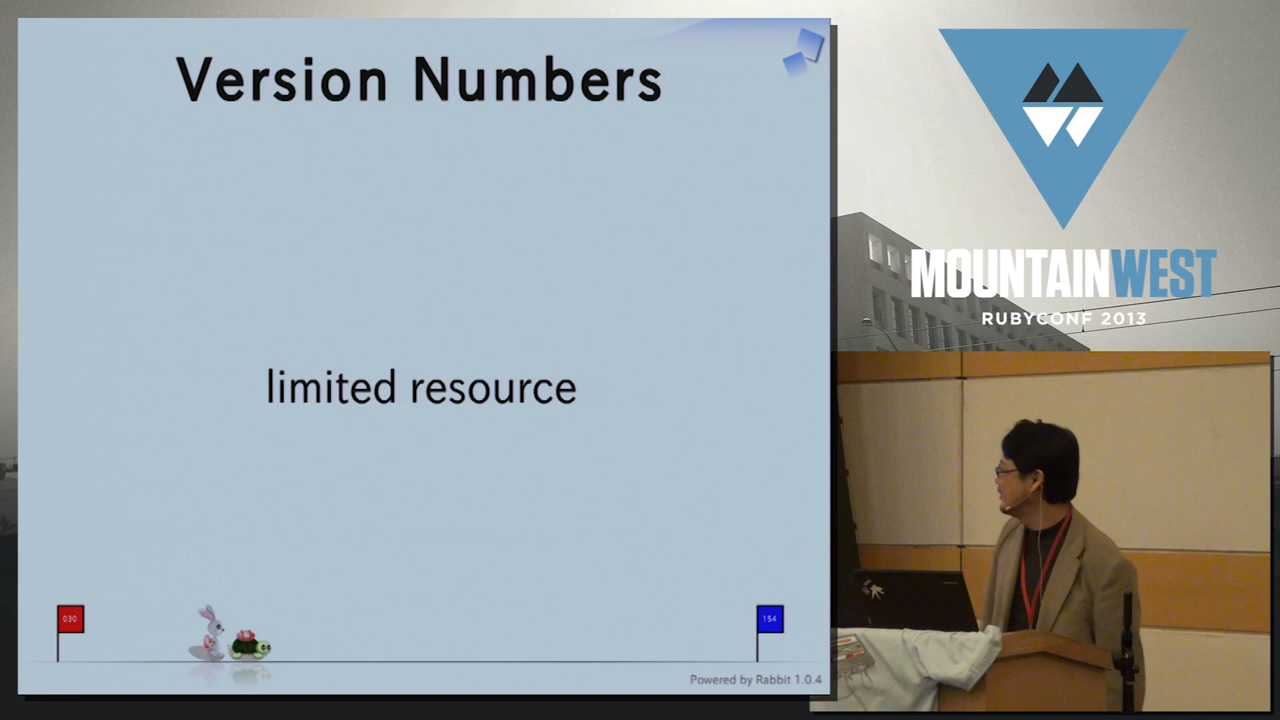 Version Numbers
limited resource
030
154
Powered by Rabbit 1.0.4
MOUNTAINWEST
RUBYCONF 2013